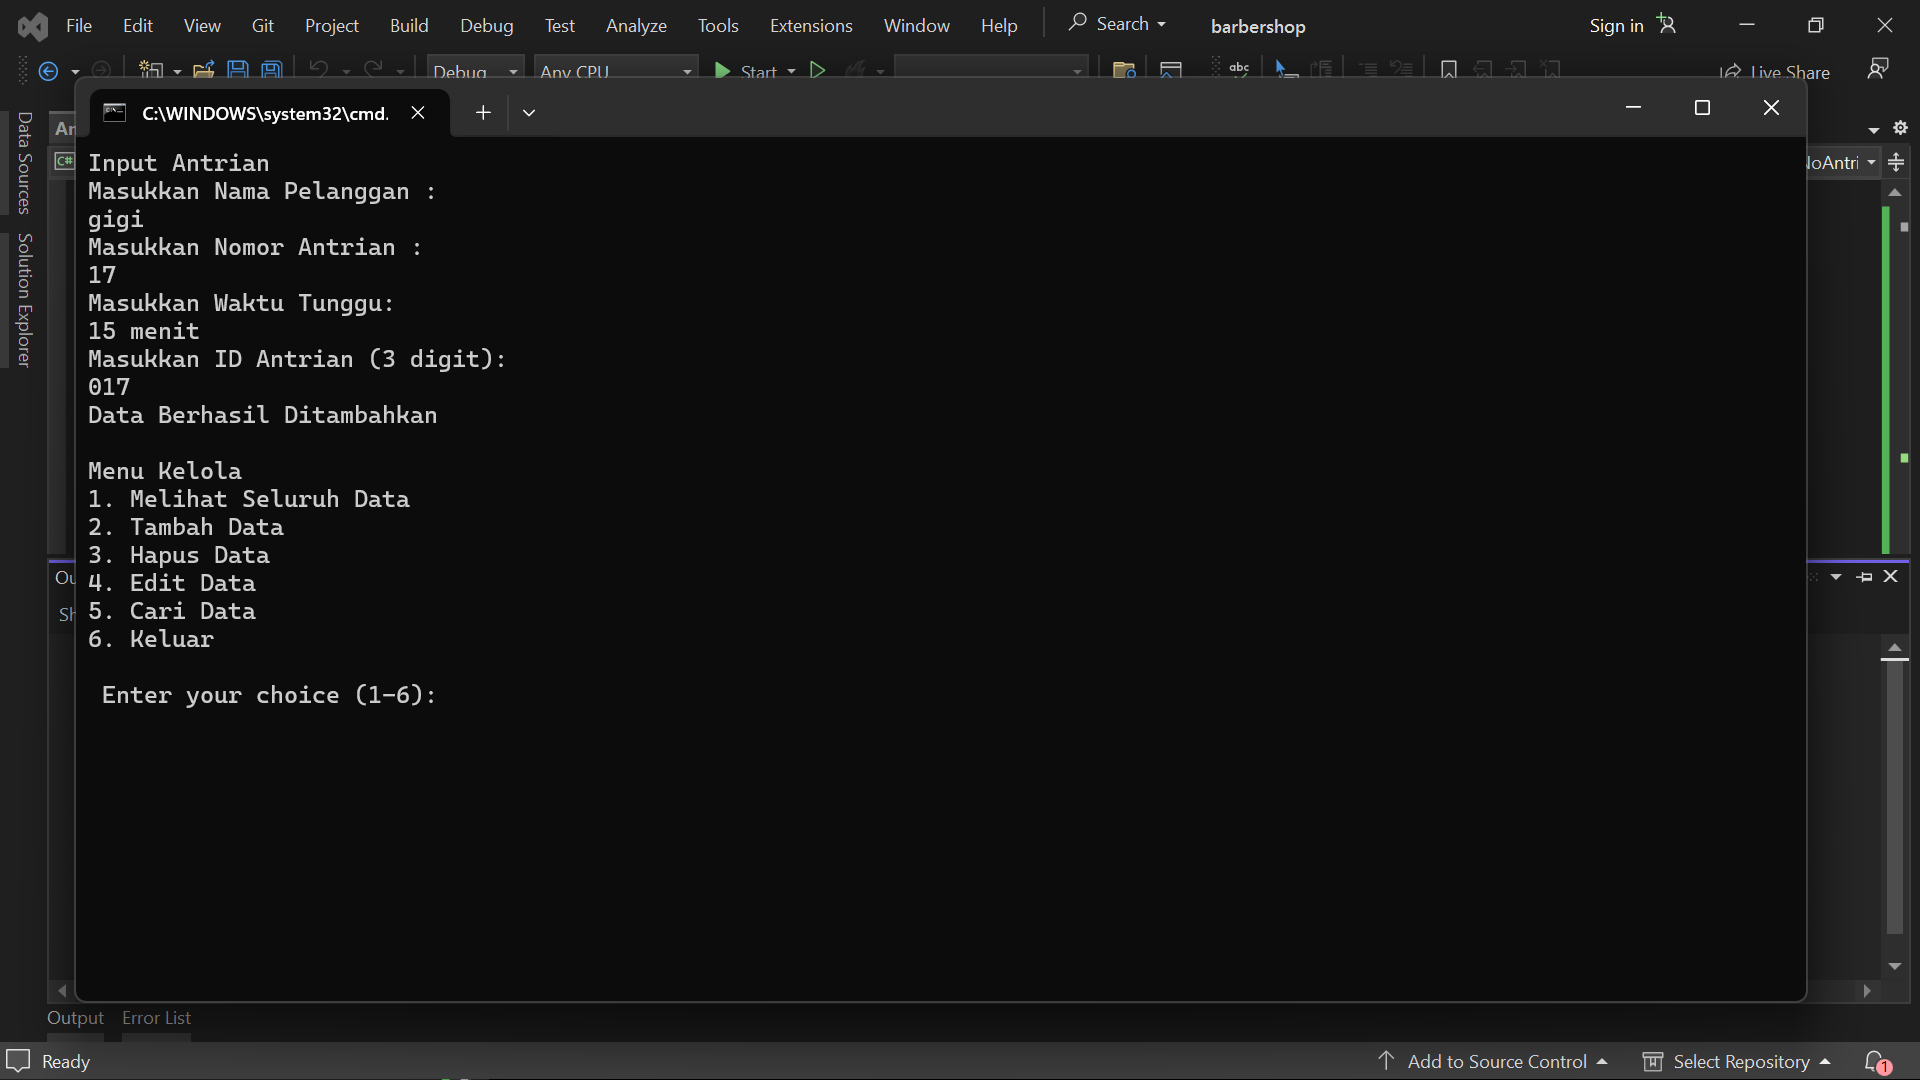 File Edit View Git Project Build Debug Test Analyze Tools Extensions Window Help Search barbershop Sign in
Debug Any CPU Start abc Live Share
C:\WINDOWS\system32\cmd.
Data Sources
Solution Explorer
C#
Input Antrian
Masukkan Nama Pelanggan :
gigi
Masukkan Nomor Antrian :
17
Masukkan Waktu Tunggu:
15 menit
Masukkan ID Antrian (3 digit):
017
Data Berhasil Ditambahkan
Menu Kelola
1. Melihat Seluruh Data
2. Tambah Data
3. Hapus Data
4. Edit Data
5. Cari Data
6. Keluar
Enter your choice (1-6):
Output Error List
Ready Add to Source Control Select Repository 1